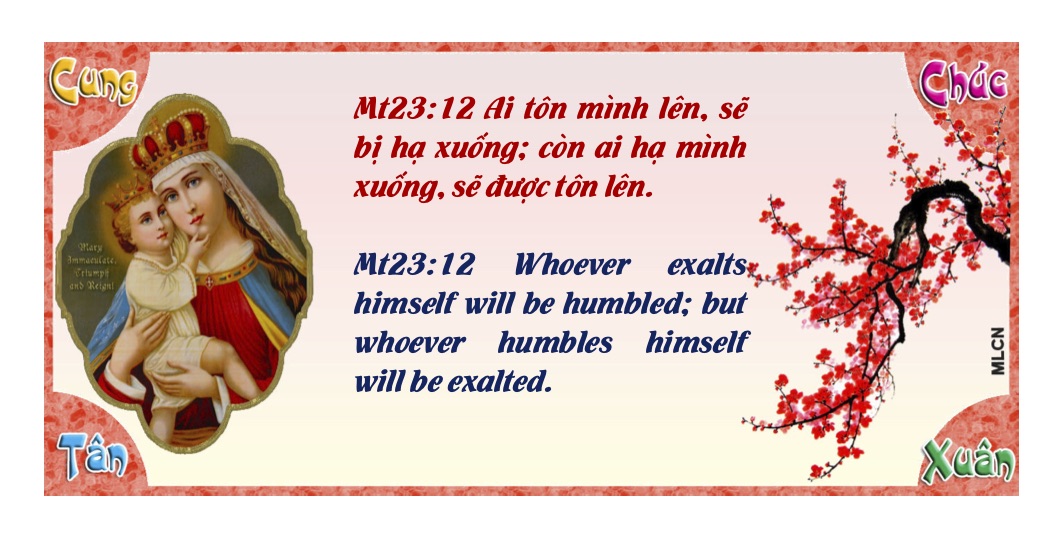 Cung
Chúc
Mt23:12 Ai tôn mình lên, sẽ
bị hạ xuống; còn ai hạ mình
xuống, sẽ được tôn lên.
Mary
Immaculate,
Triumph
and Reign!
Mt23:12 Whoever exalts
himself will be humbled; but
whoever humbles himself
will be exalted.
MLCN
Tân
Xuân